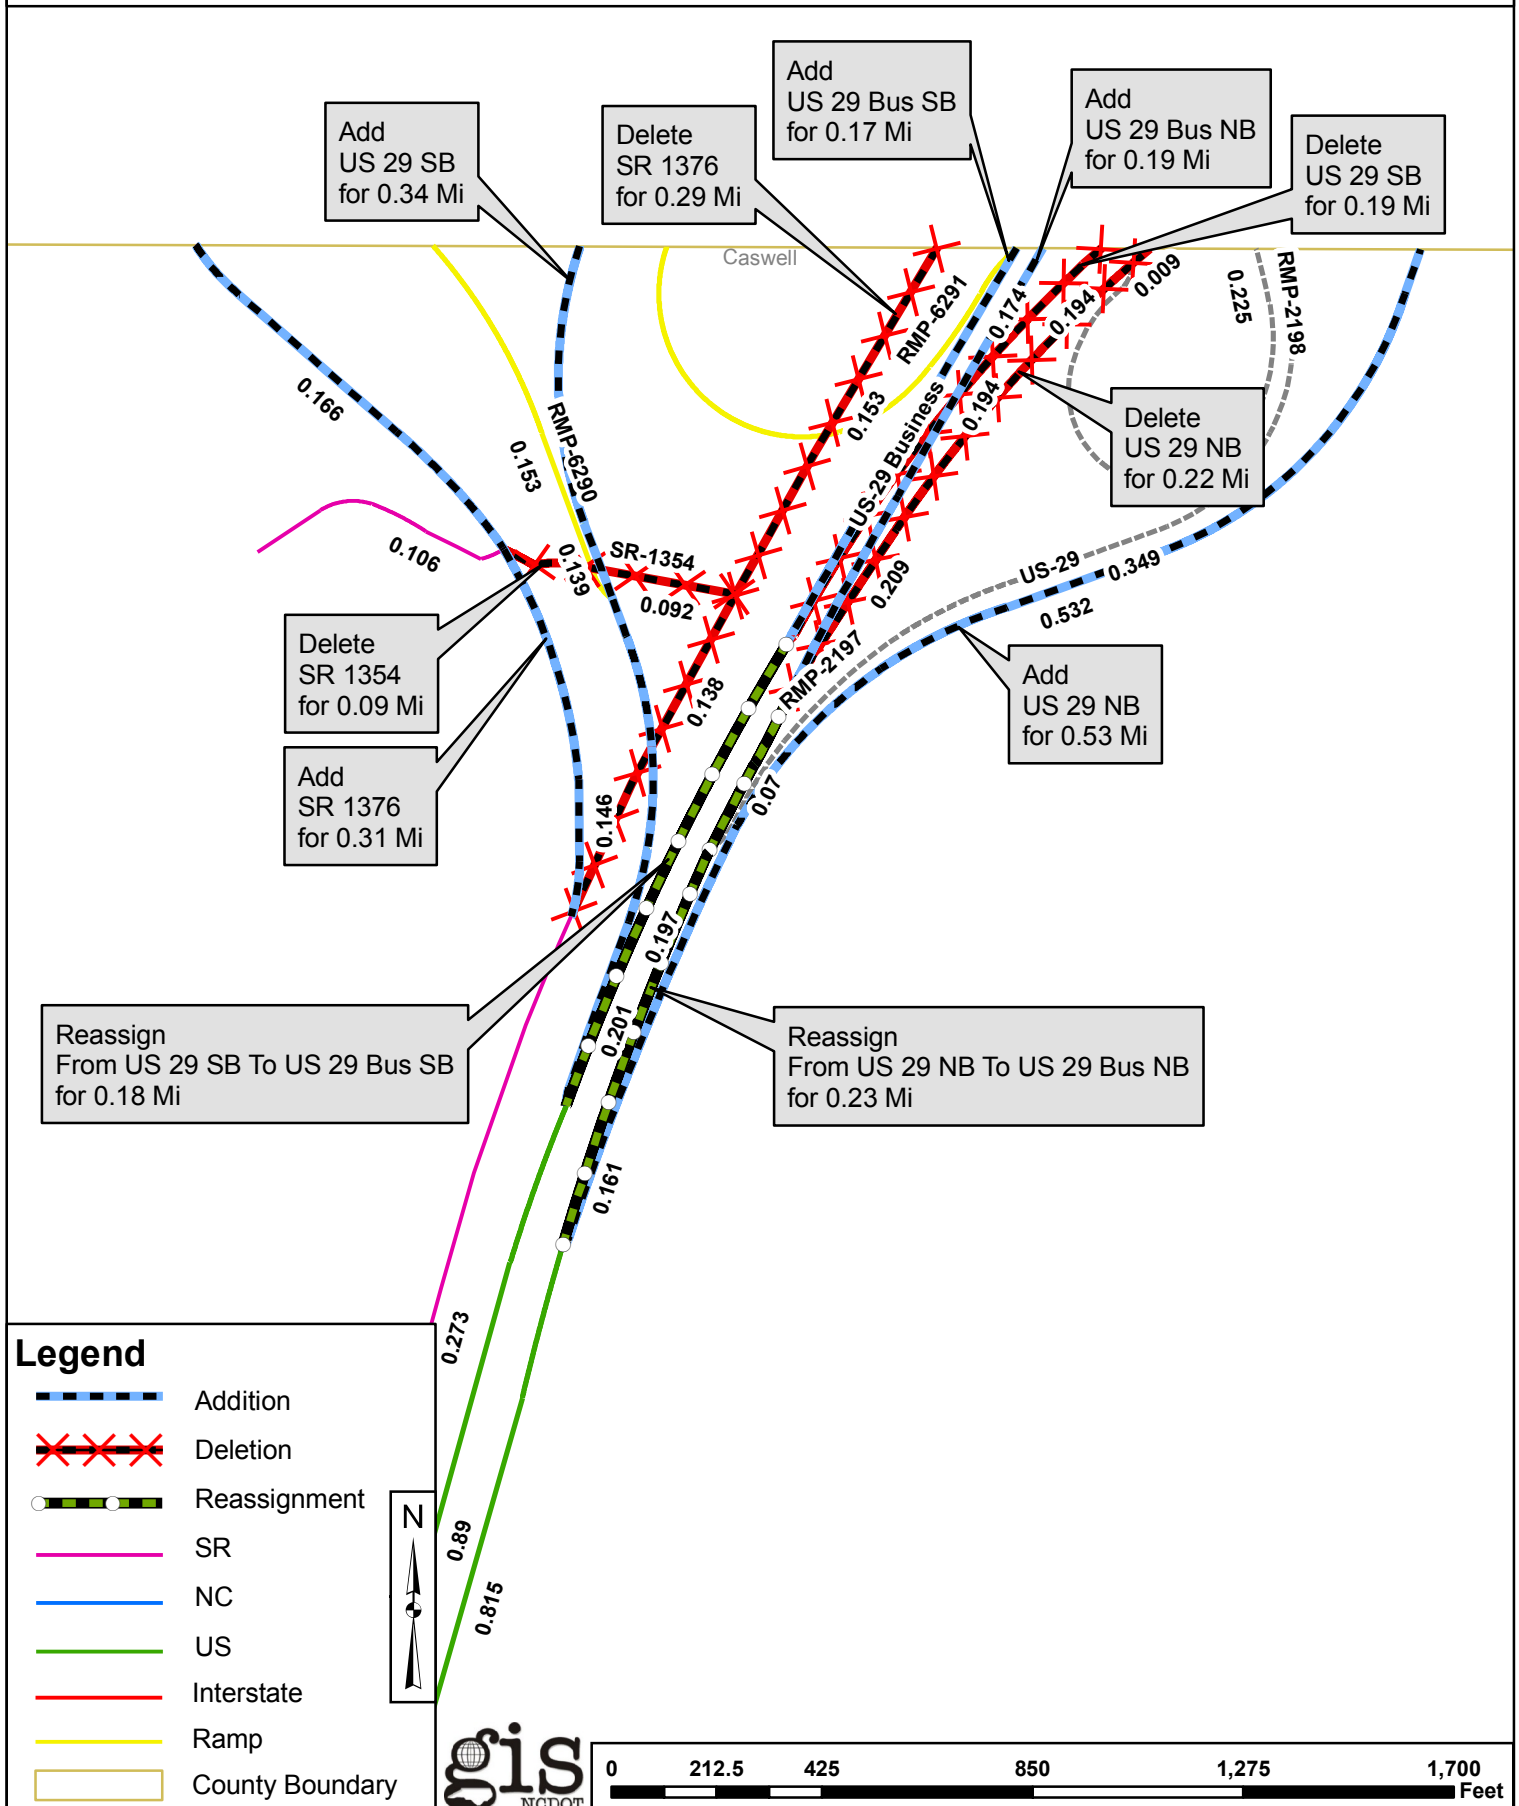 Add
US 29 SB
for 0.34 Mi
Delete
SR 1376
for 0.29 Mi
Add
US 29 Bus SB
for 0.17 Mi
Add
US 29 Bus NB
for 0.19 Mi
Delete
US 29 SB
for 0.19 Mi
Caswell
RMP-6291
0.174
0.194
0.009
0.225
RMP-2198
0.166
0.153
RMP-6290
0.153
US-29 Business
0.194
Delete
US 29 NB
for 0.22 Mi
0.106
0.139
SR-1354
0.092
0.209
US-29
0.349
0.532
Delete
SR 1354
for 0.09 Mi
0.138
RMP-2197
Add
US 29 NB
for 0.53 Mi
Add
SR 1376
for 0.31 Mi
0.146
0.07
0.197
0.201
Reassign
From US 29 SB To US 29 Bus SB
for 0.18 Mi
Reassign
From US 29 NB To US 29 Bus NB
for 0.23 Mi
0.161
0.273
0.89
0.815
Legend
Addition
Deletion
Reassignment
SR
NC
US
Interstate
Ramp
County Boundary
N
gis
NCDOT
0 212.5 425 850 1,275 1,700
Feet